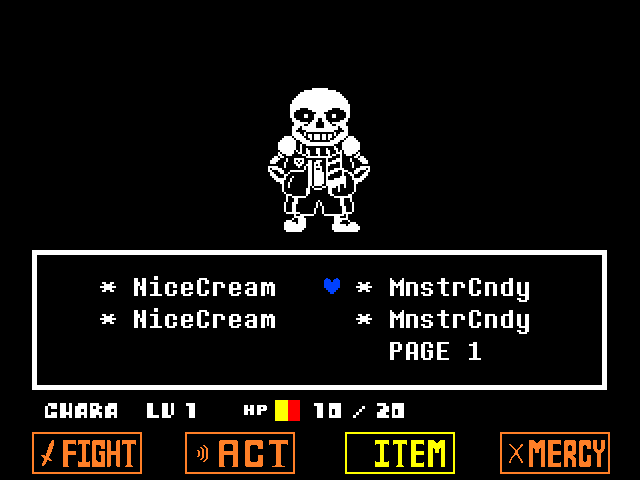 * NiceCream * MnstrCndy
* NiceCream * MnstrCndy
PAGE 1
CHARA LV 1 HP 10 / 20
FIGHT ACT ITEM MERCY